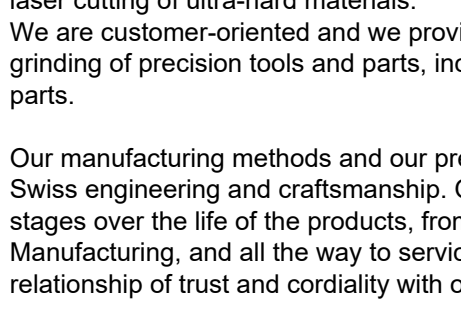 laser cutting of ultra-hard materials.
We are customer-oriented and we provi
grinding of precision tools and parts, inc
parts.
Our manufacturing methods and our pre
Swiss engineering and craftsmanship.
stages over the life of the products, from
Manufacturing, and all the way to servic
relationship of trust and cordiality with o